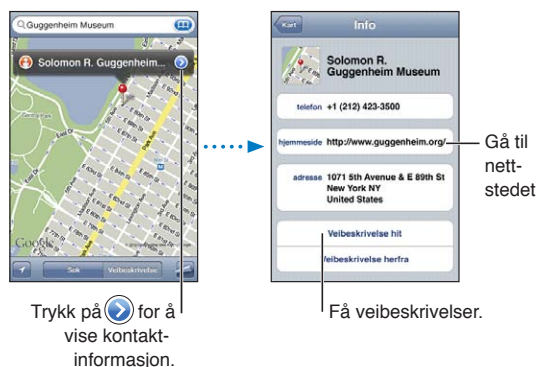 Guggenheim Museum
Solomon R. Guggenheim...
Google
Søk
Veibeskrivelse
Trykk på for å
vise kontakt-
informasjon.
Kart
Info
Solomon R.
Guggenheim Museum
telefon +1 (212) 423-3500
hjemmeside http://www.guggenheim.org/
adresse 1071 5th Avenue & E 89th St
New York NY
United States
Veibeskrivelse hit
Veibeskrivelse herfra
Gå til
nett-
stedet
Få veibeskrivelser.